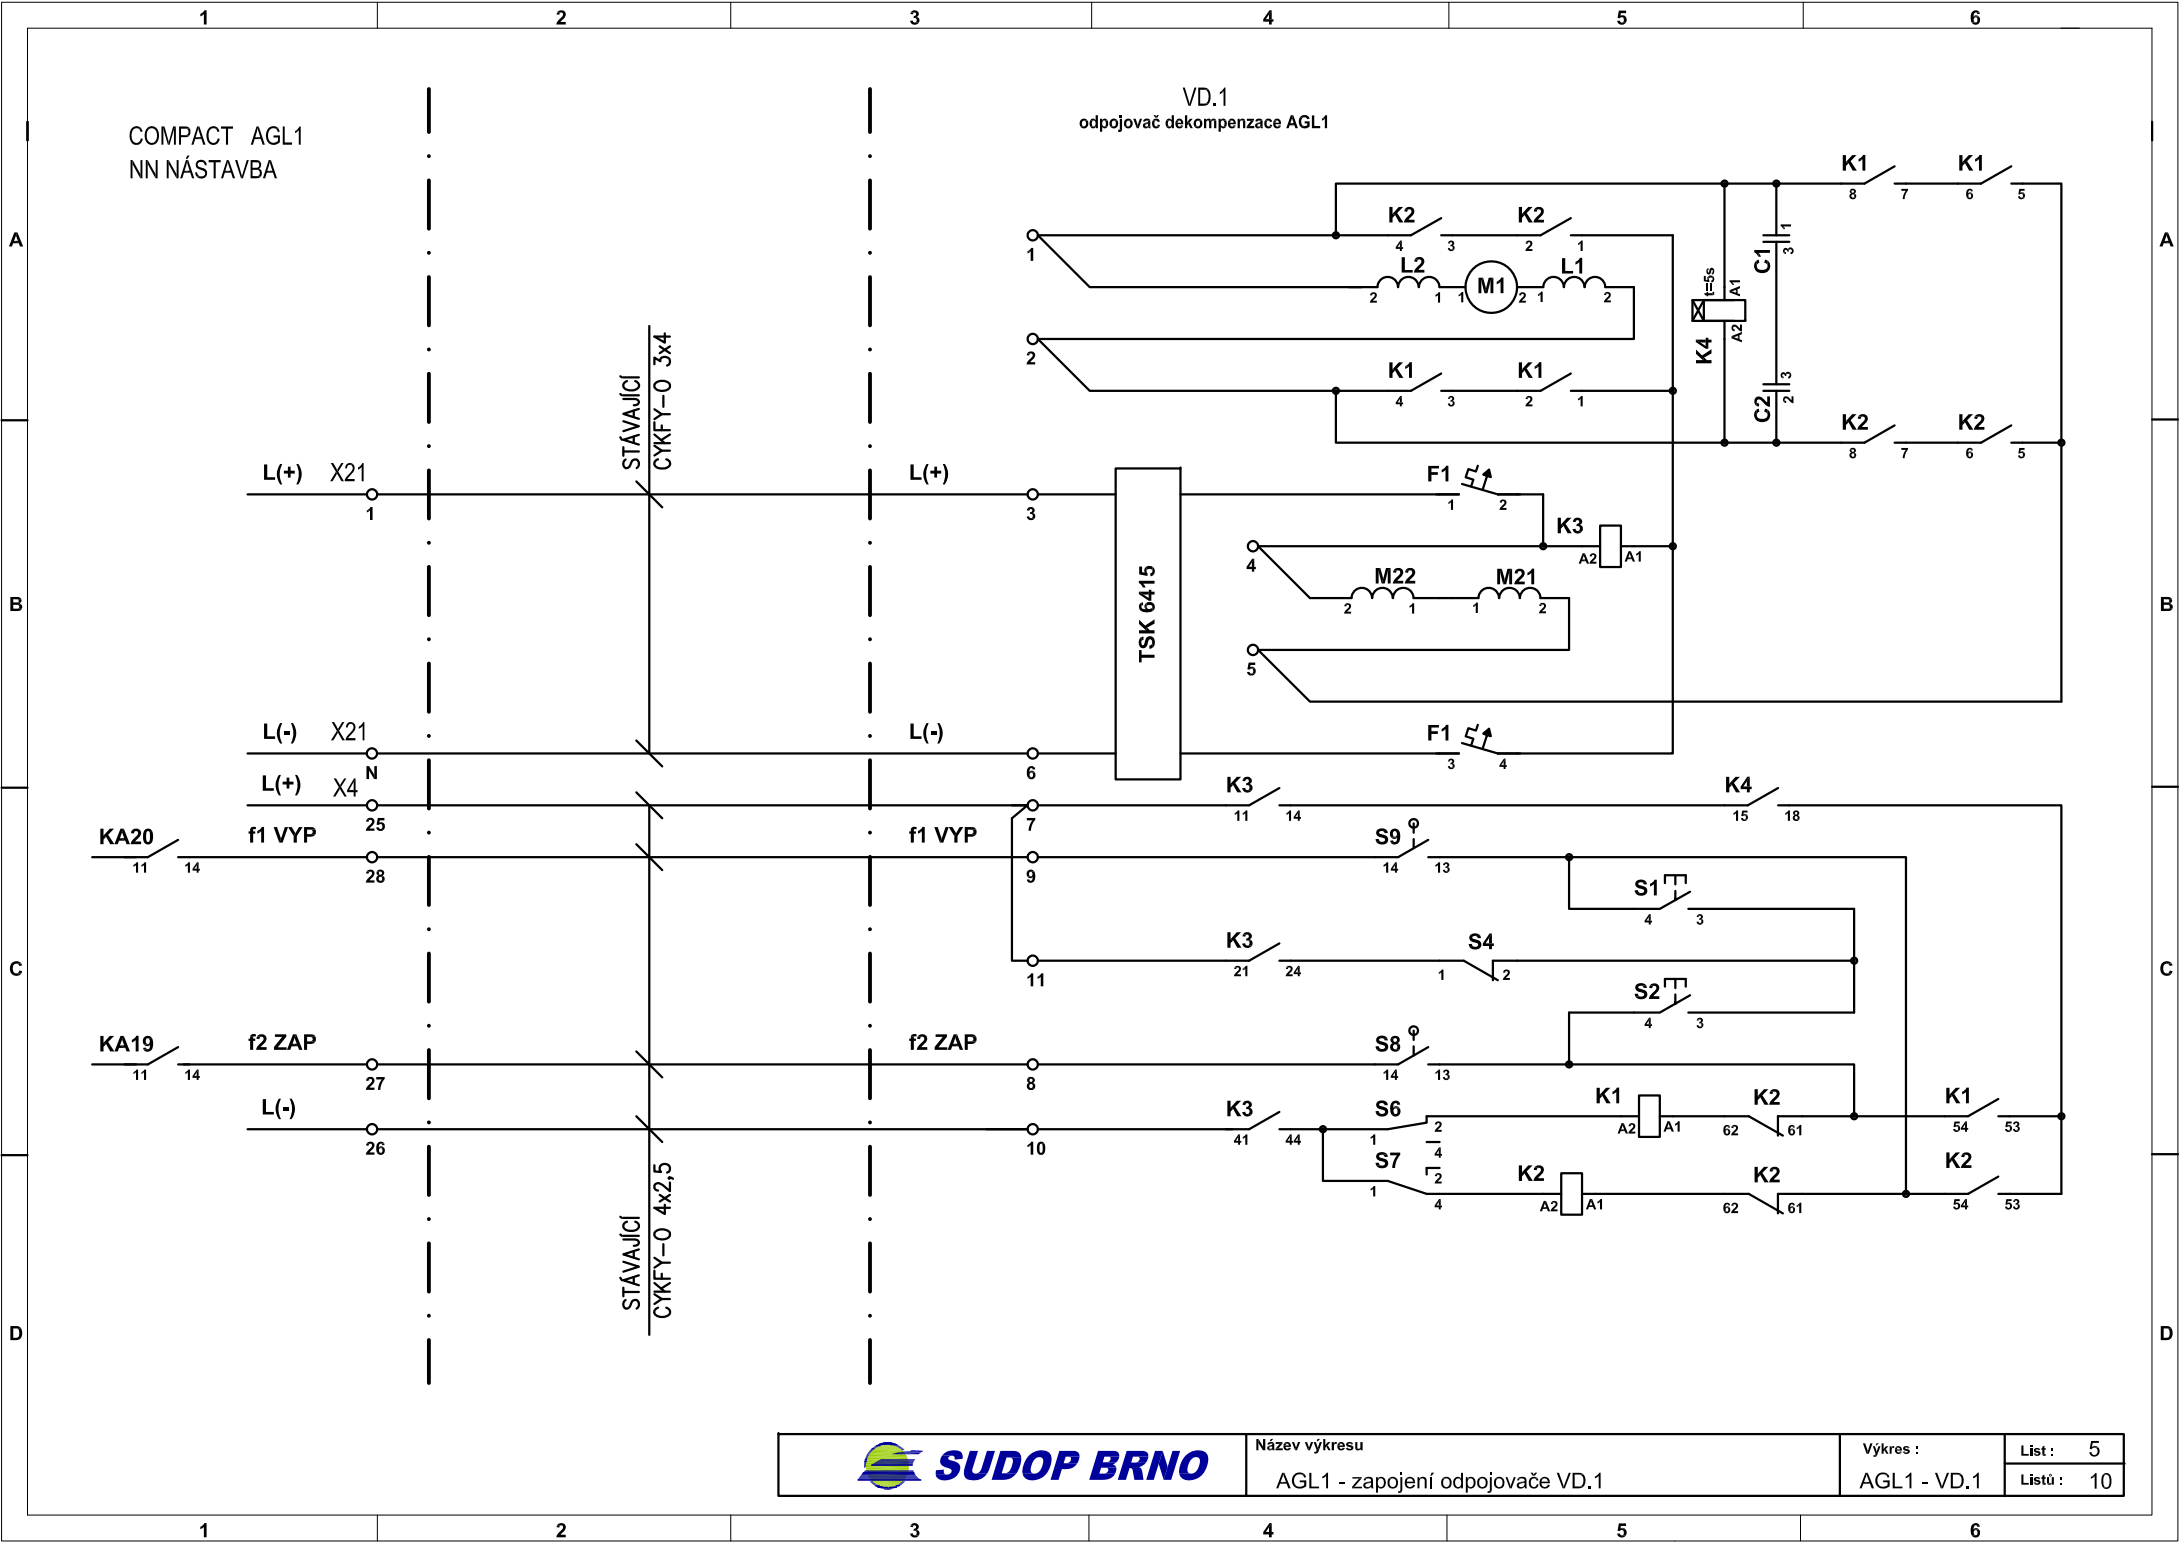 1 2 3 4 5 6
VD.1
odpojovač dekompenzace AGL1
COMPACT AGL1
NN NÁSTAVBA
K1 K1
8 7 6 5
A A
K2 K2
1 4 3 2 1
C1 1 3
L2 M1 L1
2 1 1 2 1 2
t=5s A1 A2 K4
2
STÁVAJÍCÍ
CYKFY-O 3x4
K1 K1
4 3 2 1
C2 3 2
K2 K2
8 7 6 5
L(+) X21 L(+) F1
1 3 1 2
K3
4 A2 A1
TSK 6415
M22 M21
B 2 1 1 2 B
5
L(-) X21 L(-) F1
N 6 3 4
L(+) X4 K3 K4
25 7 11 14 15 18
KA20 f1 VYP f1 VYP S9
11 14 28 9 14 13
S1
4 3
K3 S4
C 11 21 24 1 2 C
S2
4 3
KA19 f2 ZAP f2 ZAP S8
11 14 27 8 14 13
L(-) K3 S6 K1 K2 K1
26 10 41 44 1 2 4 A2 A1 62 61 54 53
S7 K2 K2 K2
1 2 4 A2 A1 62 61 54 53
STÁVAJÍCÍ
CYKFY-O 4x2,5
D D
SUDOP BRNO
Název výkresu
AGL1 - zapojení odpojovače VD.1
Výkres :
AGL1 - VD.1
List : 5
Listů : 10
1 2 3 4 5 6